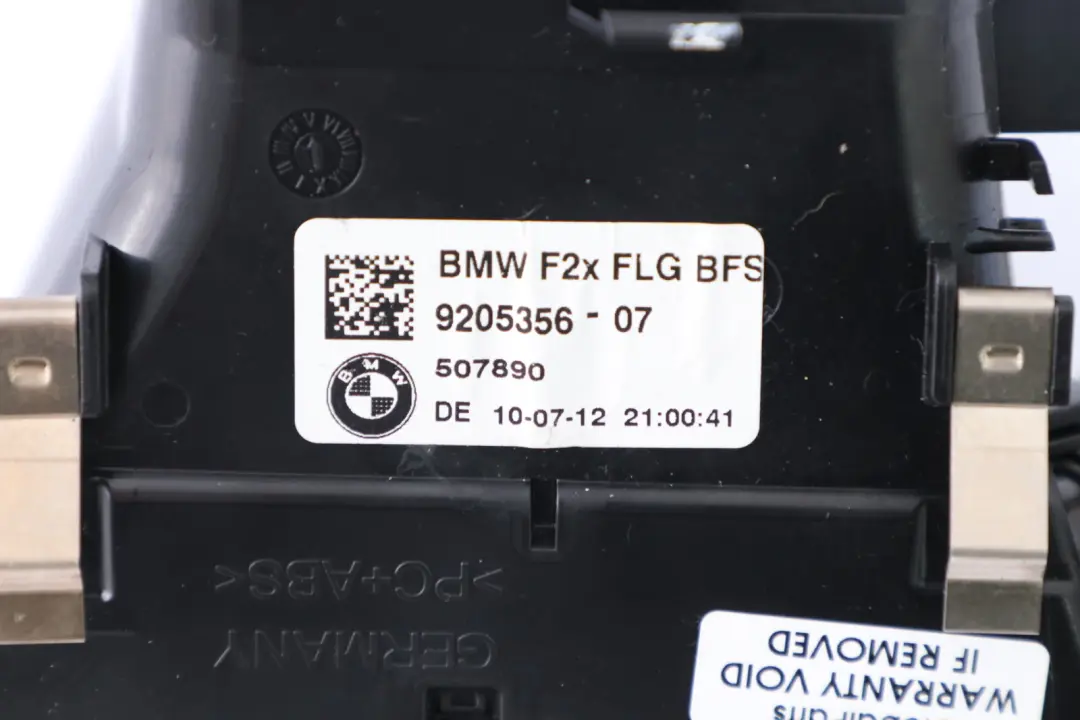 BMW F2x FLG BFS
9205356 - 07
507890
BMW
DE 10-07-12 21:00:41
>PC+ABS<
GERMANY
WARRANTY VOID
IF REMOVED